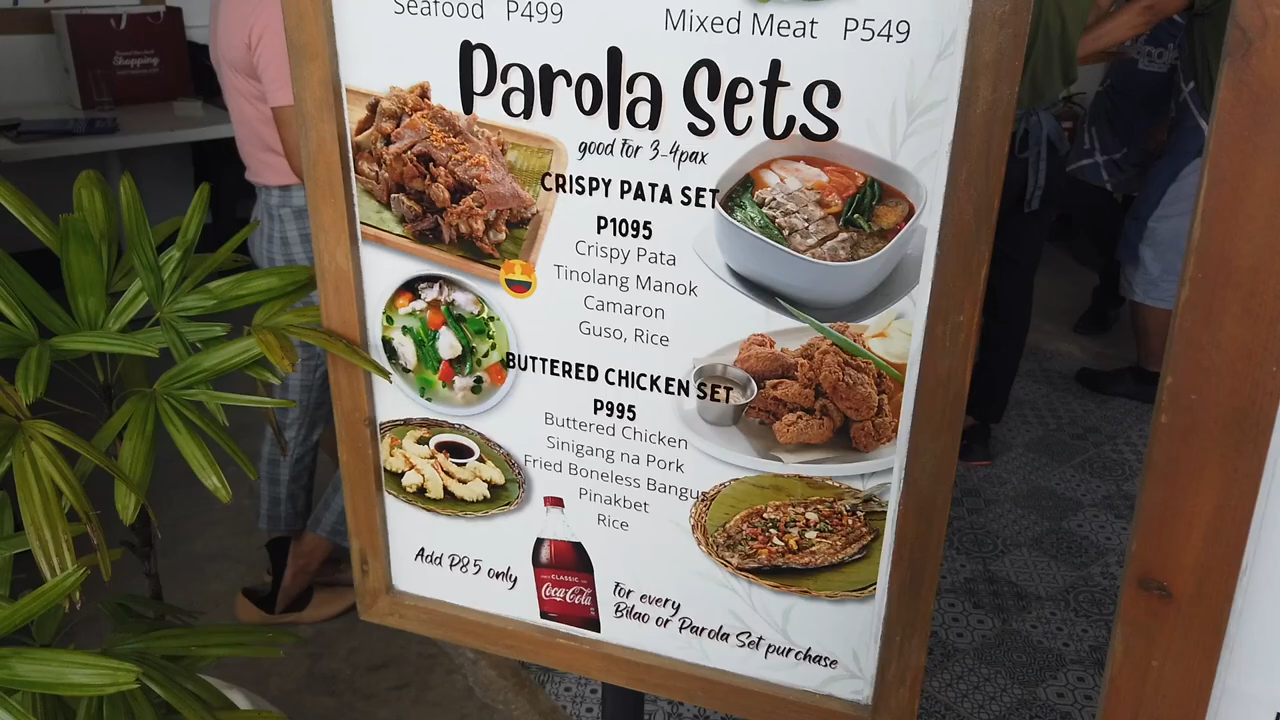 Seafood P499
Mixed Meat P549
Parola Sets
good for 3-4pax
CRISPY PATA SET
P1095
Crispy Pata
Tinolang Manok
Camaron
Guso, Rice
BUTTERED CHICKEN SET
P995
Buttered Chicken
Sinigang na Pork
Fried Boneless Bangu
Pinakbet
Rice
Add P85 only
CLASSIC
Coca-Cola
for every
Bilao or Parola Set purchase
Shopping